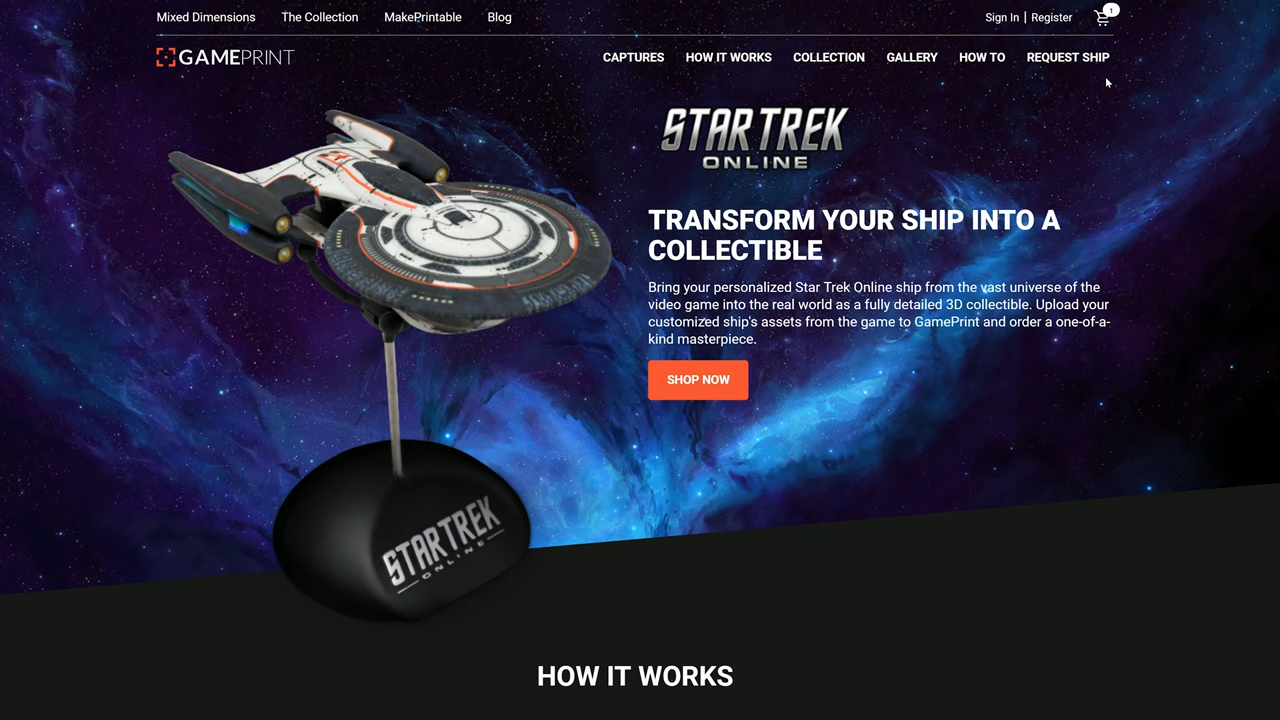 Mixed Dimensions The Collection MakePrintable Blog Sign In | Register 1
GAMEPRINT CAPTURES HOW IT WORKS COLLECTION GALLERY HOW TO REQUEST SHIP
STAR TREK
ONLINE
TRANSFORM YOUR SHIP INTO A
COLLECTIBLE
Bring your personalized Star Trek Online ship from the vast universe of the
video game into the real world as a fully detailed 3D collectible. Upload your
customized ship's assets from the game to GamePrint and order a one-of-a-
kind masterpiece.
SHOP NOW
STAR TREK
ONLINE
HOW IT WORKS